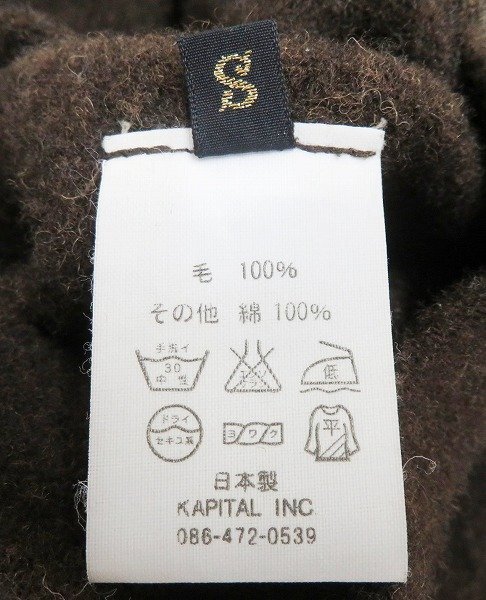 S
毛 100%
その他 綿 100%
手洗イ
30
中性
低
ドライ
セキユ系
ヨワク
平
日本製
KAPITAL INC.
086-472-0539